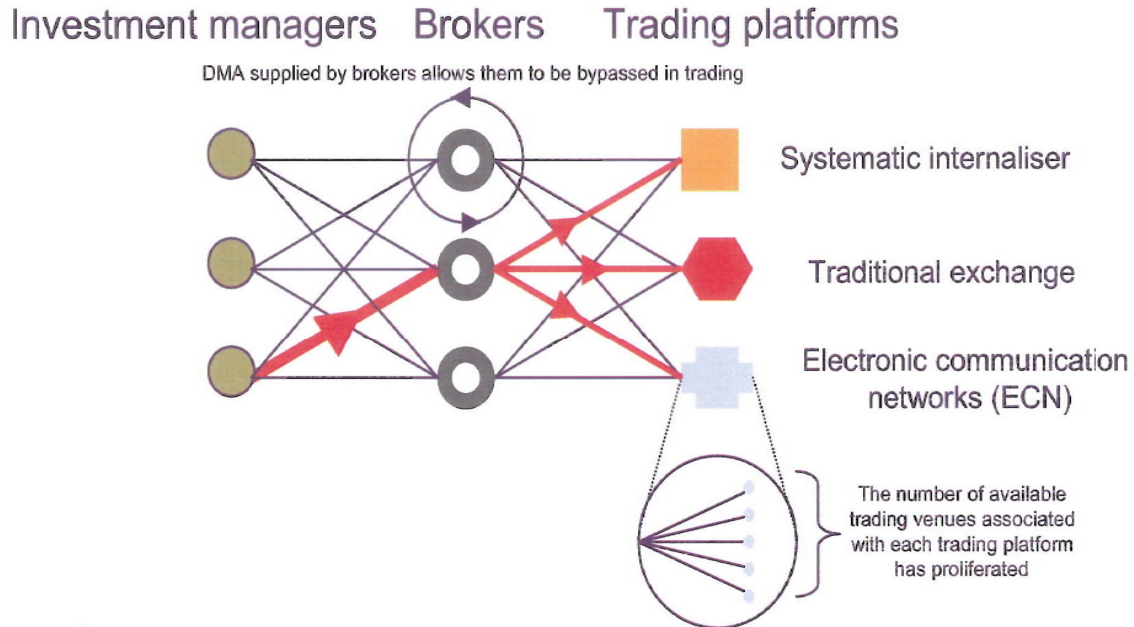 Investment managers Brokers Trading platforms
DMA supplied by brokers allows them to be bypassed in trading
Systematic internaliser
Traditional exchange
Electronic communication
networks (ECN)
The number of available
trading venues associated
with each trading platform
has proliferated